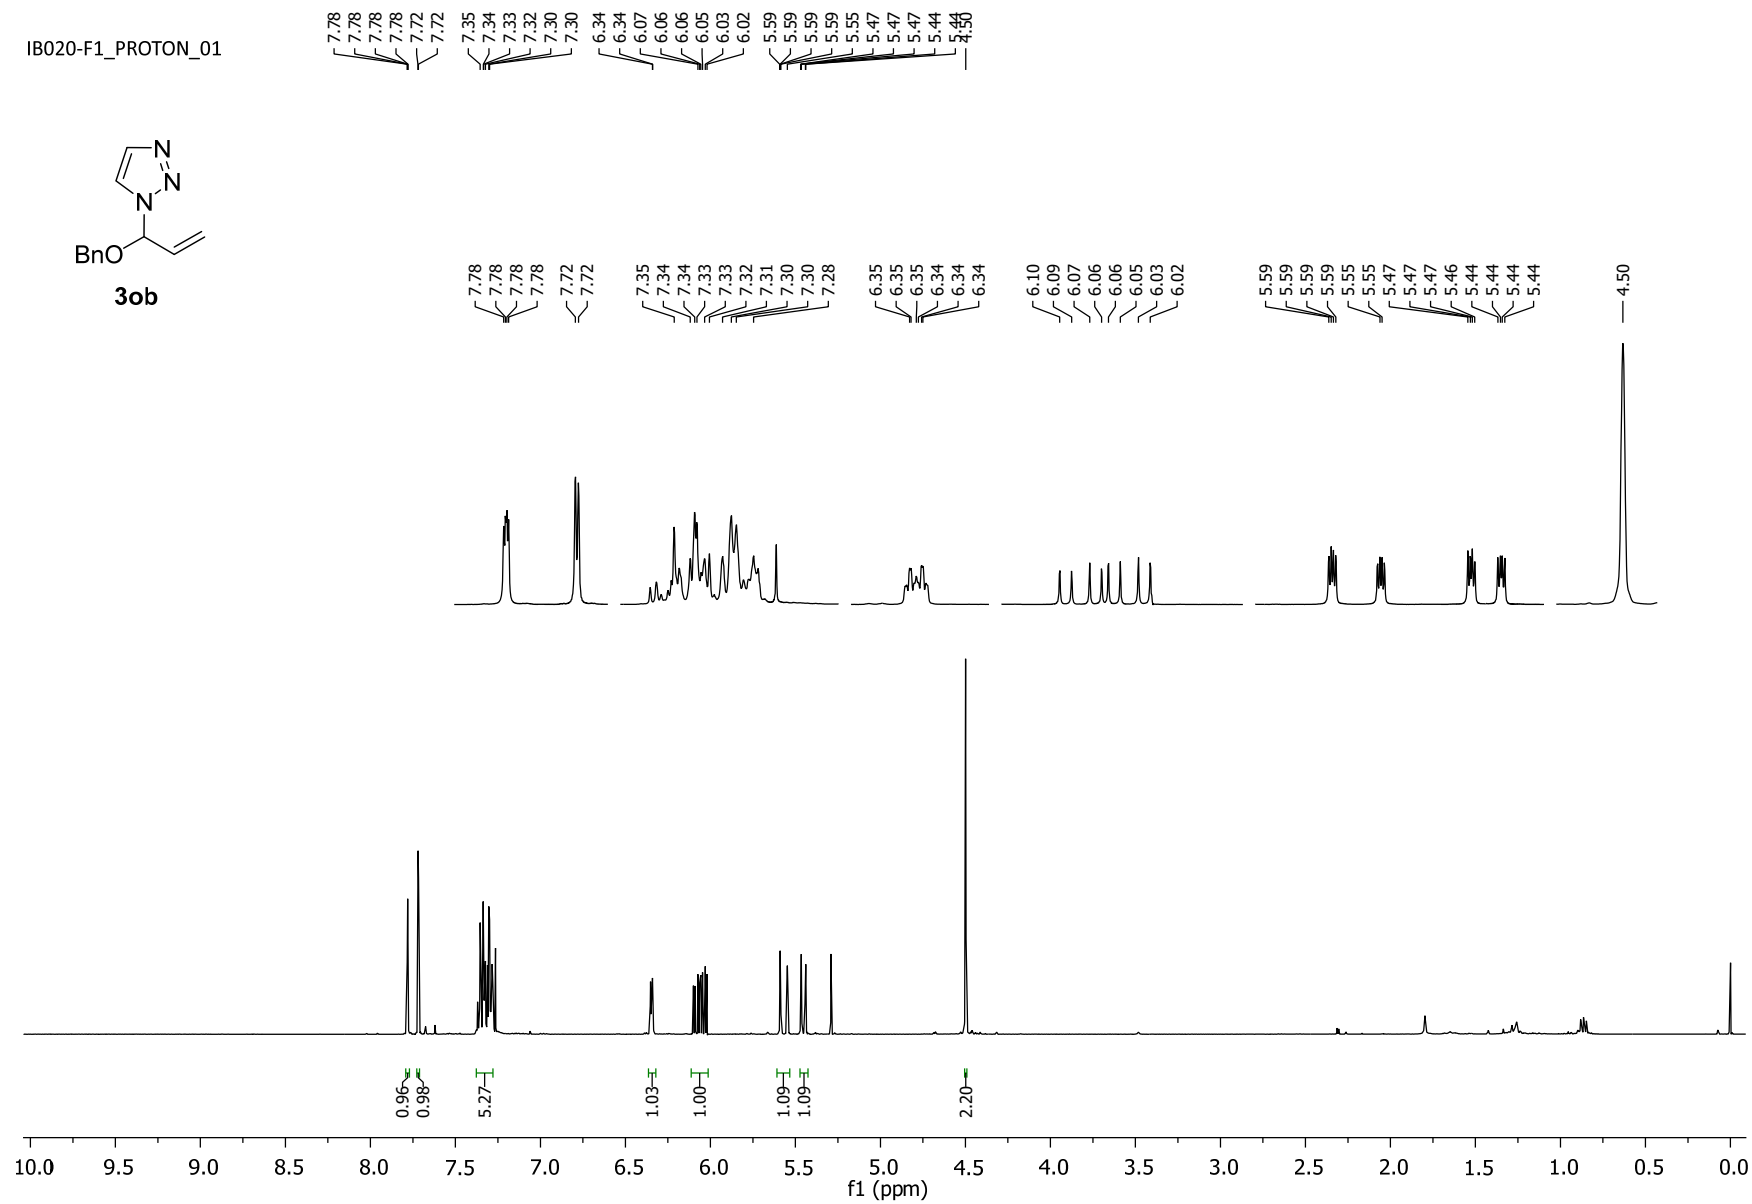 7.78 7.78 7.78 7.78 7.72 7.72 7.35 7.34 7.33 7.32 7.30 7.30 6.34 6.34 6.07 6.06 6.06 6.05 6.03 6.02 5.59 5.59 5.59 5.59 5.55 5.47 5.47 5.47 5.44 5.44 4.50
IB020-F1_PROTON_01
N
N
N
BnO
3ob
7.78 7.78 7.78 7.78 7.72 7.72 7.35 7.34 7.34 7.33 7.33 7.32 7.31 7.30 7.30 7.28 6.35 6.35 6.35 6.34 6.34 6.34 6.10 6.09 6.07 6.06 6.06 6.05 6.03 6.02 5.59 5.59 5.59 5.59 5.55 5.55 5.47 5.47 5.47 5.46 5.44 5.44 5.44 5.44 4.50
0.96 0.98 5.27 1.03 1.00 1.09 1.09 2.20
10.0 9.5 9.0 8.5 8.0 7.5 7.0 6.5 6.0 5.5 5.0 4.5 4.0 3.5 3.0 2.5 2.0 1.5 1.0 0.5 0.0
f1 (ppm)